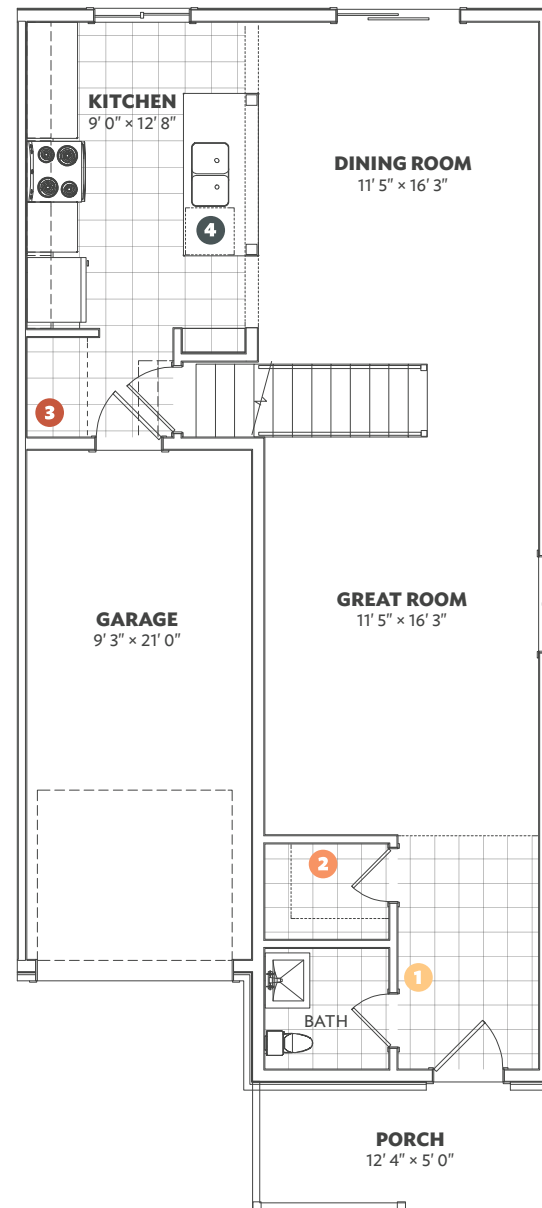 KITCHEN
9' 0" × 12' 8"
DINING ROOM
11' 5" × 16' 3"
4
3
GREAT ROOM
11' 5" × 16' 3"
GARAGE
9' 3" × 21' 0"
2
1
BATH
PORCH
12' 4" × 5' 0"